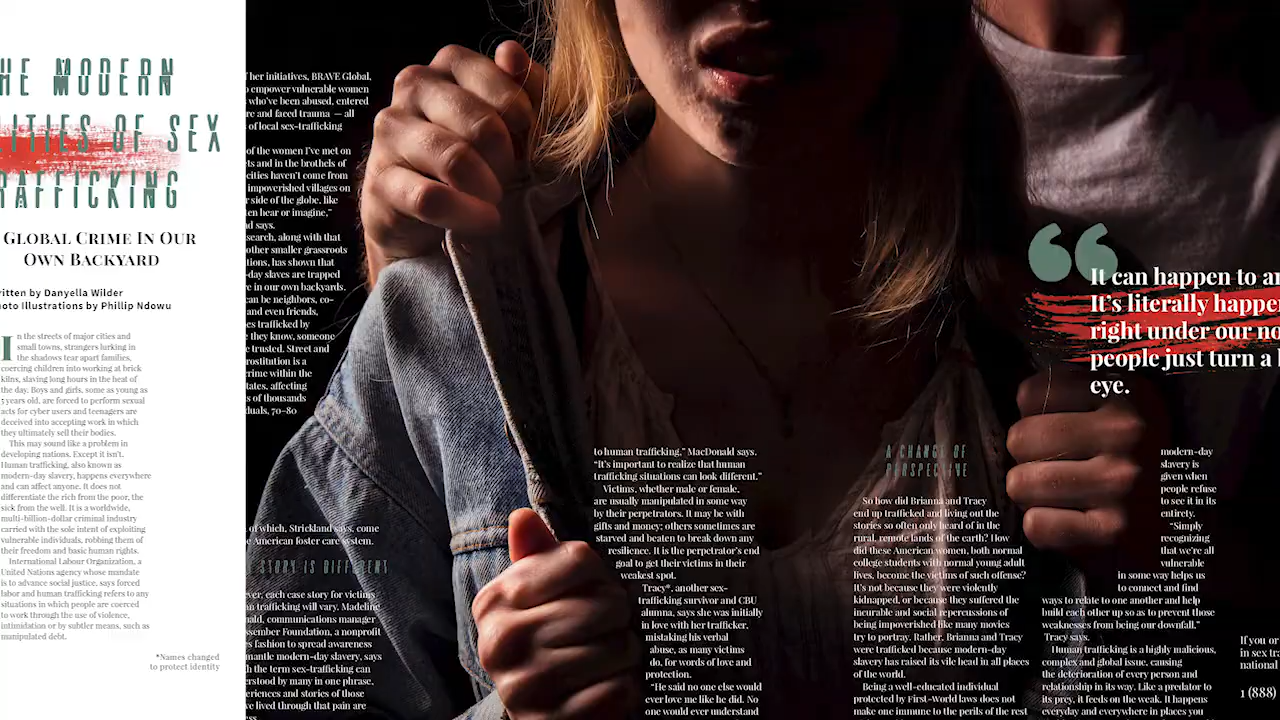 HE MODERN
LITIES OF SEX
RAFFICKING
GLOBAL CRIME IN OUR
OWN BACKYARD
ritten by Danyella Wilder
oto Illustrations by Phillip Ndowu
In the streets of major cities and
small towns, strangers lurking in
the shadows tear apart families,
coercing children into working at brick
kilns, slaving long hours in the heat of
the day. Boys and girls, some as young as
5 years old, are forced to perform sexual
acts for cyber users and teenagers are
deceived into accepting work in which
they ultimately sell their bodies.
This may sound like a problem in
developing nations. Except it isn't.
Human trafficking, also known as
modern-day slavery, happens everywhere
and can affect anyone. It does not
differentiate the rich from the poor, the
sick from the well. It is a worldwide,
multi-billion-dollar criminal industry
carried with the sole intent of exploiting
vulnerable individuals, robbing them of
their freedom and basic human rights.
International Labour Organization, a
United Nations agency whose mandate
is to advance social justice, says forced
labor and human trafficking refers to any
situations in which people are coerced
to work through the use of violence,
intimidation or by subtler means, such as
manipulated debt.
*Names changed
to protect identity
f her initiatives, BRAVE Global,
o empower vulnerable women
who've been abused, entered
re and faced trauma — all
of local sex-trafficking
of the women I've met on
ets and in the brothels of
cities haven't come from
impoverished villages on
r side of the globe, like
en hear or imagine,"
d says.
search, along with that
other smaller grassroots
tions, has shown that
-day slaves are trapped
re in our own backyards.
can be neighbors, co-
and even friends,
es trafficked by
e they know, someone
e trusted. Street and
rostitution is a
crime within the
tates, affecting
s of thousands
duals, 70-80
of which, Strickland says, come
e American foster care system.
STORY IS DIFFERENT
ver, each case story for victims
n trafficking will vary. Madeline
ald, communications manager
ssember Foundation, a nonprofit
s fashion to spread awareness
mantle modern-day slavery, says
h the term sex-trafficking can
erstood by many in one phrase,
eriences and stories of those
ve lived through that pain are
ess
to human trafficking," MacDonald says.
"It's important to realize that human
trafficking situations can look different."
Victims, whether male or female,
are usually manipulated in some way
by their perpetrators. It may be with
gifts and money; others sometimes are
starved and beaten to break down any
resilience. It is the perpetrator's end
goal to get their victims in their
weakest spot.
Tracy*, another sex-
trafficking survivor and CBU
alumna, says she was initially
in love with her trafficker,
mistaking his verbal
abuse, as many victims
do, for words of love and
protection.
"He said no one else would
ever love me like he did. No
one would ever understand
A CHANGE OF
PERSPECTIVE
So how did Brianna and Tracy
end up trafficked and living out the
stories so often only heard of in the
rural, remote lands of the earth? How
did these American women, both normal
college students with normal young adult
lives, become the victims of such offense?
It's not because they were violently
kidnapped, or because they suffered the
incurable and social repercussions of
being impoverished like many movies
try to portray. Rather, Brianna and Tracy
were trafficked because modern-day
slavery has raised its vile head in all places
of the world.
Being a well-educated individual
protected by First-World laws does not
make one immune to the perils of the rest
“ It can happen to an
It's literally happe
right under our no
people just turn a
eye.
modern-day
slavery is
given when
people refuse
to see it in its
entirety.
"Simply
recognizing
that we're all
vulnerable
in some way helps us
to connect and find
ways to relate to one another and help
build each other up so as to prevent those
weaknesses from being our downfall,"
Tracy says.
Human trafficking is a highly malicious,
complex and global issue, causing
the deterioration of every person and
relationship in its way. Like a predator to
its prey, it feeds on the weak. It happens
everyday and everywhere in places you
If you or
in sex tra
national
1 (888)